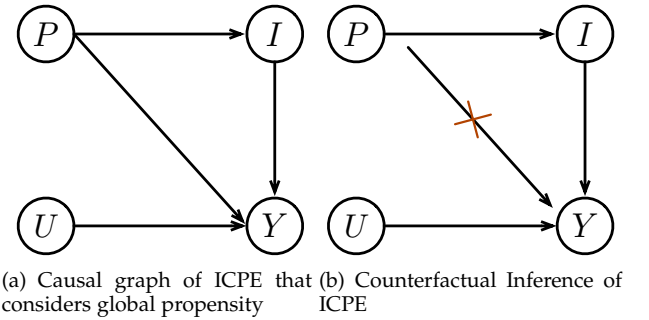 P I P I
U Y U Y
(a) Causal graph of ICPE that
considers global propensity
(b) Counterfactual Inference of
ICPE